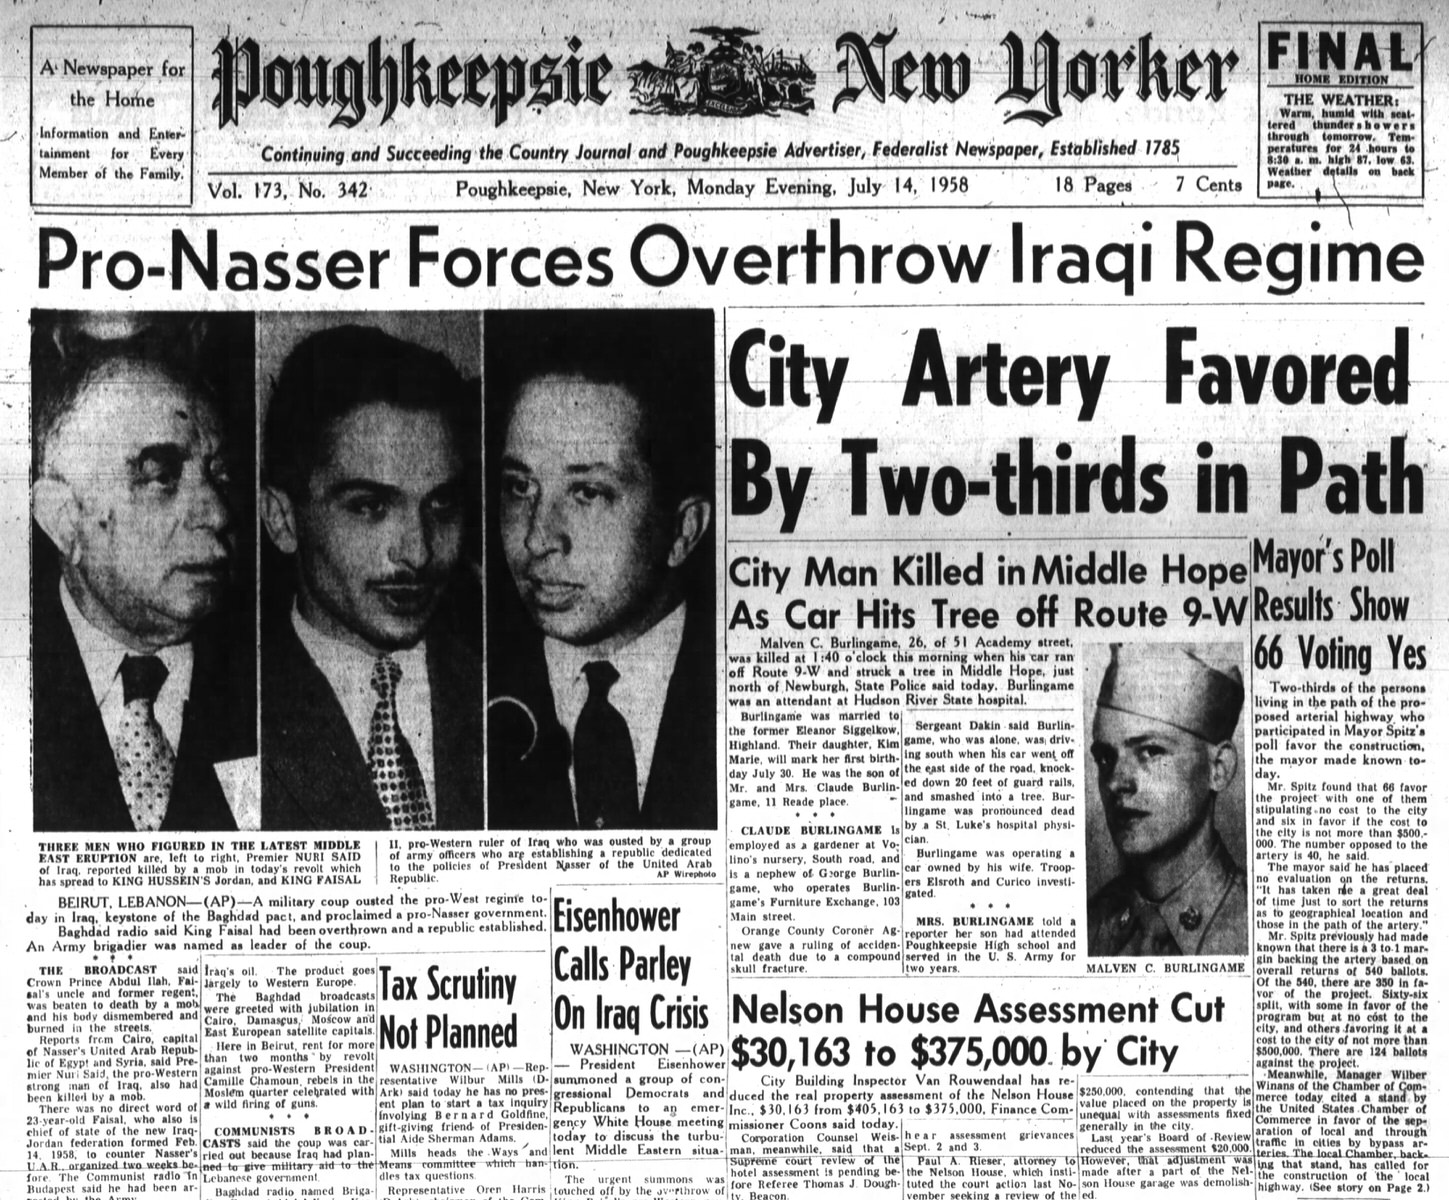 A Newspaper for
the Home
Information and Enter-
tainment for Every
Member of the Family.
Poughkeepsie New Yorker
EXCELSIOR
Continuing and Succeeding the Country Journal and Poughkeepsie Advertiser, Federalist Newspaper, Established 1785
Vol. 173, No. 342
Poughkeepsie, New York, Monday Evening, July 14, 1958
18 Pages
7 Cents
FINAL
HOME EDITION
THE WEATHER:
Warm, humid with scat-
tered thundershowers
through tomorrow. Tem-
peratures for 24 hours to
8:30 a. m. high 87, low 63.
Weather details on back
page.
Pro-Nasser Forces Overthrow Iraqi Regime
THREE MEN WHO FIGURED IN THE LATEST MIDDLE
EAST ERUPTION are, left to right, Premier NURI SAID
of Iraq, reported killed by a mob in today's revolt which
has spread to KING HUSSEIN'S Jordan, and KING FAISAL
II, pro-Western ruler of Iraq who was ousted by a group
of army officers who are establishing a republic dedicated
to the policies of President Nasser of the United Arab
Republic.
AP Wirephoto
BEIRUT, LEBANON—(AP)—A military coup ousted the pro-West regime to-
day in Iraq, keystone of the Baghdad pact, and proclaimed a pro-Nasser government.
Baghdad radio said King Faisal had been overthrown and a republic established.
An Army brigadier was named as leader of the coup.
* * *
THE BROADCAST said
Crown Prince Abdul Ilah, Fai-
sal's uncle and former regent,
was beaten to death by a mob
and his body dismembered and
burned in the streets.
Reports from Cairo, capital
of Nasser's United Arab Repub-
lic of Egypt and Syria, said Pre-
mier Nuri Said, the pro-Western
strong man of Iraq, also had
been killed by a mob.
There was no direct word of
23-year-old Faisal, who also is
chief of state of the new Iraq-
Jordan federation formed Feb.
14, 1958, to counter Nasser's
U.A.R., organized two weeks be-
fore. The Communist radio in
Budapest said he had been ar-
rested by the Army.
Iraq's oil. The product goes
largely to Western Europe.
The Baghdad broadcasts
were greeted with jubilation in
Cairo, Damascus, Moscow and
East European satellite capitals.
Here in Beirut, rent for more
than two months by revolt
against pro-Western President
Camille Chamoun, rebels in the
Moslem quarter celebrated with
a wild firing of guns.
* * *
COMMUNISTS BROAD-
CASTS said the coup was car-
ried out because Iraq had plan-
ned to give military aid to the
Lebanese government.
Baghdad radio named Briga-
Tax Scrutiny
Not Planned
WASHINGTON — (AP) —Rep-
resentative Wilbur Mills (D-
Ark) said today he has no pres-
ent plan to start a tax inquiry
involving Bernard Goldfine,
gift-giving friend of Presiden-
tial Aide Sherman Adams.
Mills heads the Ways and
Means committee which han-
dles tax questions.
Representative Oren Harris
Eisenhower
Calls Parley
On Iraq Crisis
WASHINGTON —(AP)
— President Eisenhower
summoned a group of con-
gressional Democrats and
Republicans to an emer-
gency White House meeting
today to discuss the turbu-
lent Middle Eastern situa-
tion.
The urgent summons was
touched off by the overthrow of
City Artery Favored
By Two-thirds in Path
City Man Killed in Middle Hope
As Car Hits Tree off Route 9-W
Malven C. Burlingame, 26, of 51 Academy street,
was killed at 1:40 o'clock this morning when his car ran
off Route 9-W and struck a tree in Middle Hope, just
north of Newburgh, State Police said today. Burlingame
was an attendant at Hudson River State hospital.
Burlingame was married to
the former Eleanor Siggelkow,
Highland. Their daughter, Kim
Marie, will mark her first birth-
day July 30. He was the son of
Mr. and Mrs. Claude Burlin-
game, 11 Reade place.
* * *
CLAUDE BURLINGAME is
employed as a gardener at Vo-
lino's nursery, South road, and
is a nephew of George Burlin-
game, who operates Burlin-
game's Furniture Exchange, 103
Main street.
Orange County Coroner Ag-
new gave a ruling of acciden-
tal death due to a compound
skull fracture.
Sergeant Dakin said Burlin-
game, who was alone, was driv-
ing south when his car went off
the east side of the road, knock-
ed down 20 feet of guard rails,
and smashed into a tree. Bur-
lingame was pronounced dead
by a St. Luke's hospital physi-
cian.
Burlingame was operating a
car owned by his wife. Troop-
ers Elsroth and Curico investi-
gated.
* * *
MRS. BURLINGAME told a
reporter her son had attended
Poughkeepsie High school and
served in the U. S. Army for
two years.
MALVEN C. BURLINGAME
Mayor's Poll
Results Show
66 Voting Yes
Two-thirds of the persons
living in the path of the pro-
posed arterial highway who
participated in Mayor Spitz's
poll favor the construction,
the mayor made known to-
day.
Mr. Spitz found that 66 favor
the project with one of them
stipulating no cost to the city
and six in favor if the cost to
the city is not more than $500,-
000. The number opposed to the
artery is 40, he said.
The mayor said he has placed
no evaluation on the returns.
"It has taken me a great deal
of time just to sort the returns
as to geographical location and
those in the path of the artery."
Mr. Spitz previously had made
known that there is a 3 to 1 mar-
gin backing the artery based on
overall returns of 540 ballots.
Of the 540, there are 350 in fa-
vor of the project. Sixty-six
split, with some in favor of the
program but at no cost to the
city, and others favoring it at a
cost to the city of not more than
$500,000. There are 124 ballots
against the project.
Meanwhile, Manager Wilber
Winans of the Chamber of Com-
merce today cited a stand by
the United States Chamber of
Commerce in favor of the sep-
aration of local and through
traffic in cities by bypass ar-
teries. The local Chamber, back-
ing that stand, has called for
the construction of the local
highway. (See story on Page 2.)
Nelson House Assessment Cut
$30,163 to $375,000 by City
City Building Inspector Van Rouwendaal has re-
duced the real property assessment of the Nelson House
Inc., $30,163 from $405,163 to $375,000, Finance Com-
missioner Coons said today.
Corporation Counsel Weis-
man, meanwhile, said that a
Supreme court review of the
hotel assessment is pending be-
fore Referee Thomas J. Dough-
ty, Beacon.
hear assessment grievances
Sept. 2 and 3.
Paul A. Rieser, attorney to
the Nelson House, which insti-
tuted the court action last No-
vember seeking a review of the
$250,000, contending that the
value placed on the property is
unequal with assessments fixed
generally in the city.
Last year's Board of Review
reduced the assessment $20,000.
However, that adjustment was
made after a part of the Nel-
son House garage was demolish-
ed.